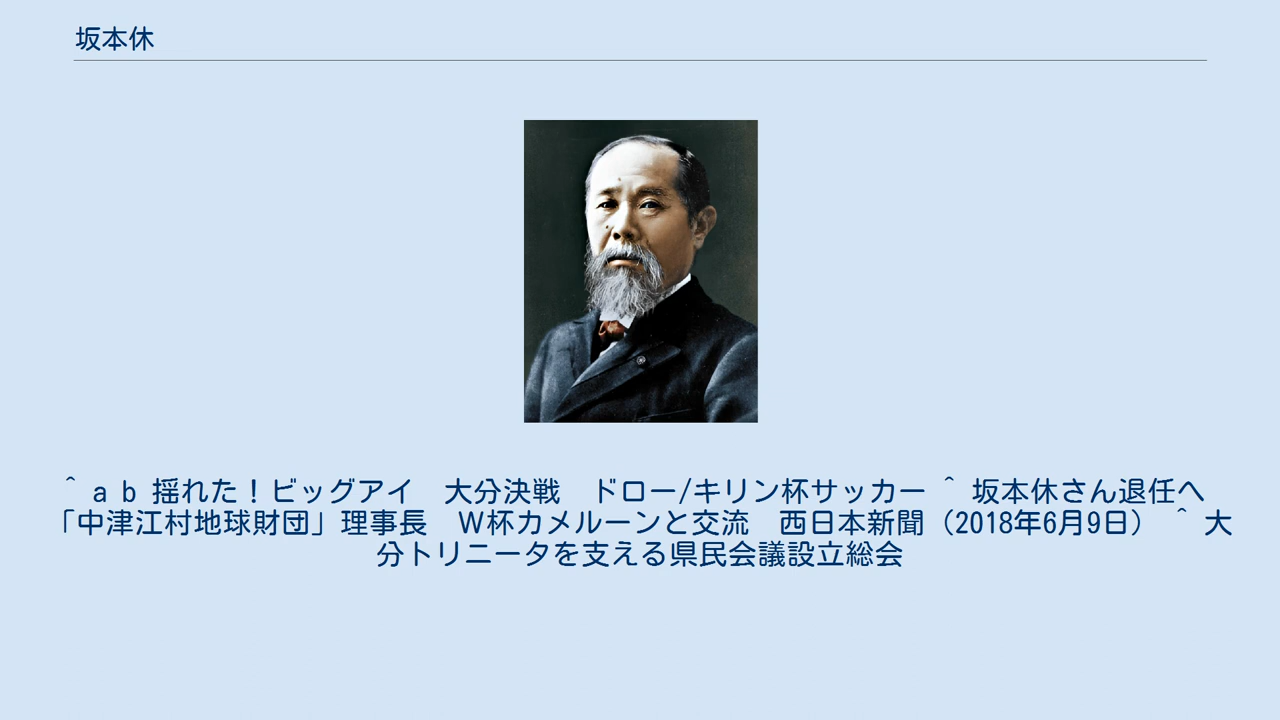 坂本休
^ a b 揺れた！ビッグアイ　大分決戦　ドロー/キリン杯サッカー ^ 坂本休さん退任へ
「中津江村地球財団」理事長　W杯カメルーンと交流　西日本新聞（2018年6月9日） ^ 大
分トリニータを支える県民会議設立総会